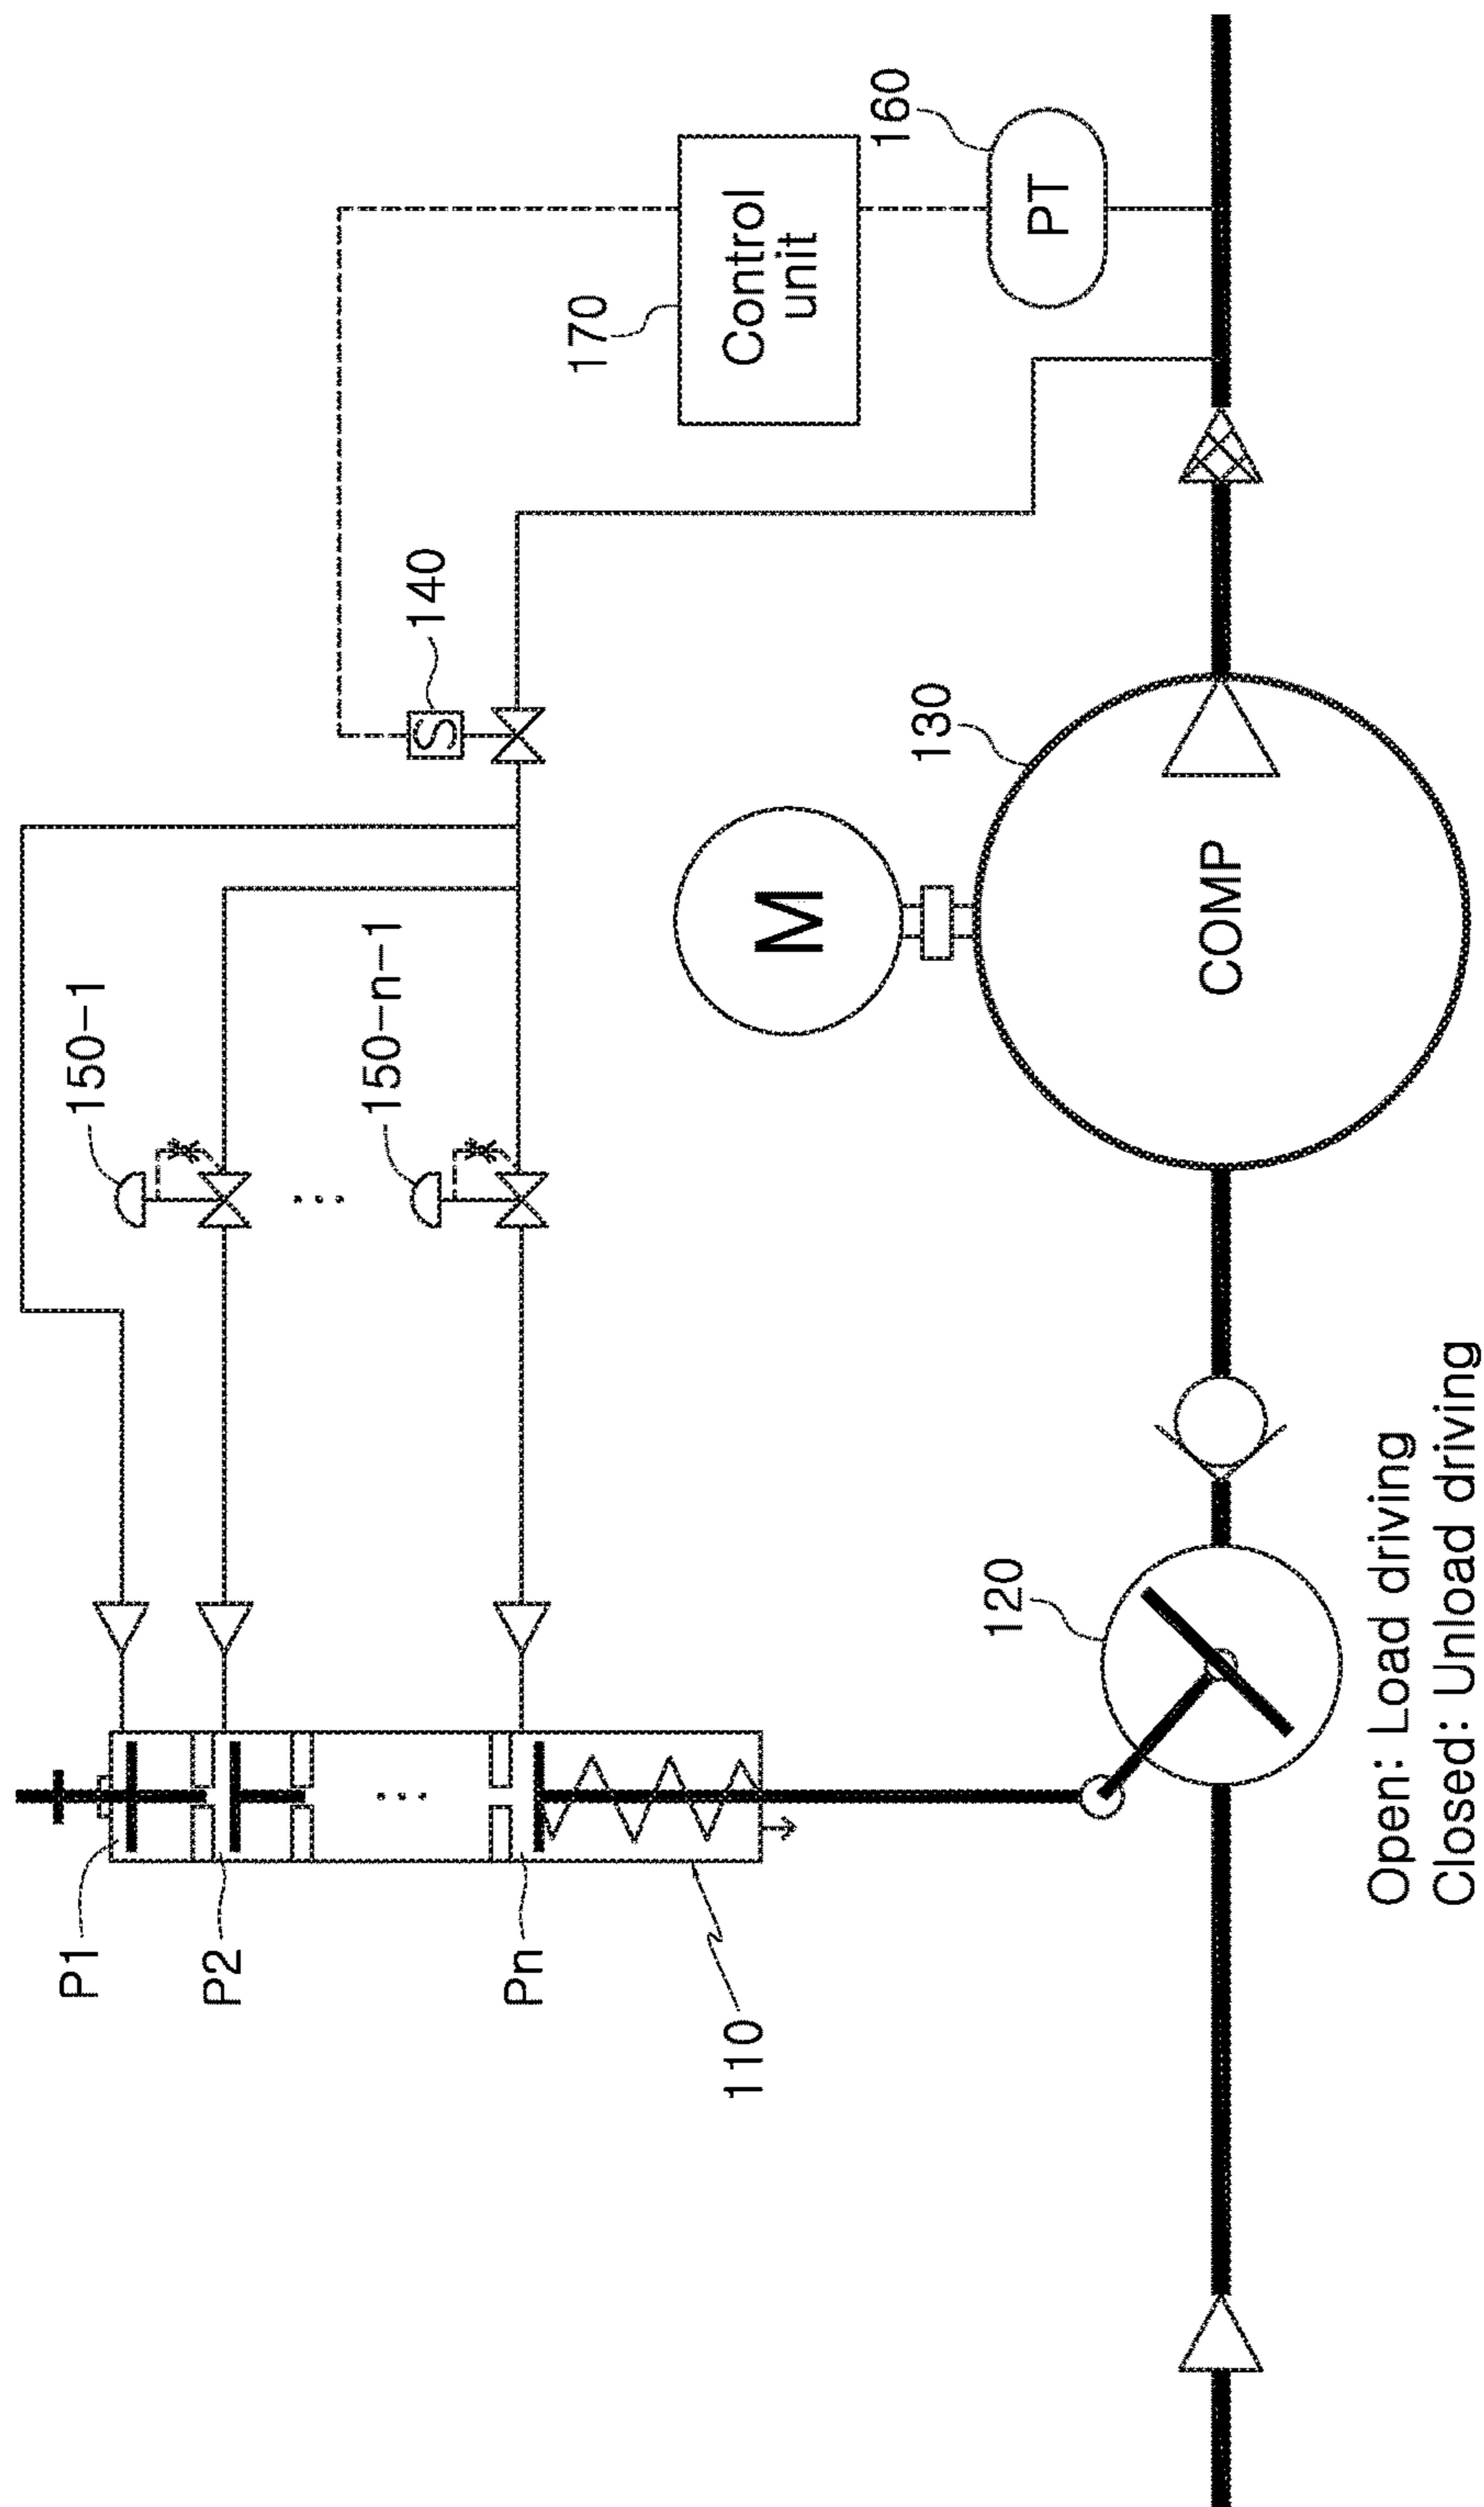 P1
P2
Pn
110
150-1
150-n-1
140
S
170
Control
unit
160
PT
M
130
COMP
120
Open: Load driving
Closed: Unload driving